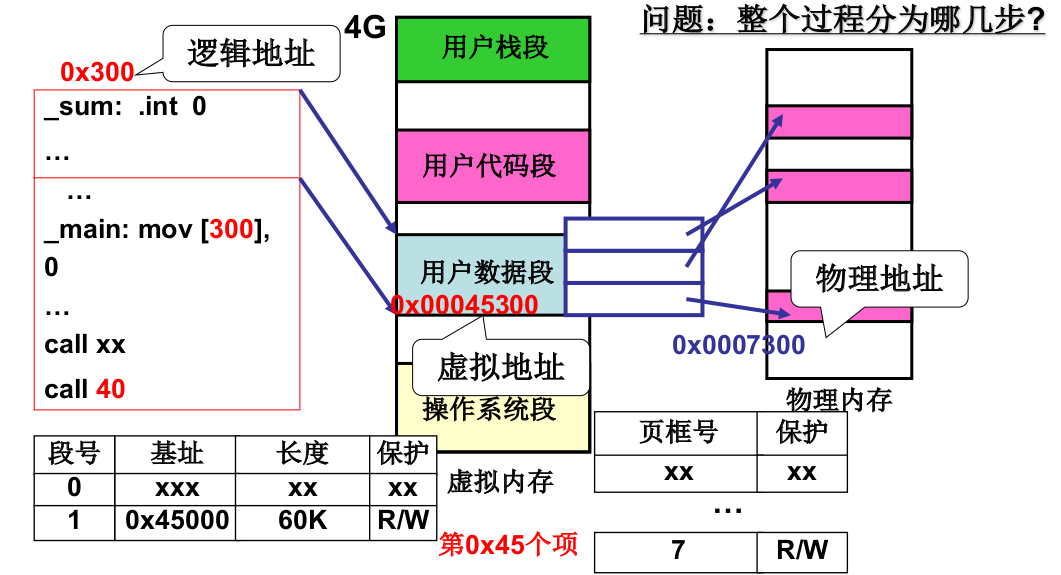 问题：整个过程分为哪几步?
4G
逻辑地址
0x300
_sum: .int 0
…
…
_main: mov [300],
0
…
call xx
call 40
用户栈段
用户代码段
用户数据段
0x00045300
虚拟地址
操作系统段
虚拟内存
物理地址
0x0007300
物理内存
段号 基址 长度 保护
0 xxx xx xx
1 0x45000 60K R/W
第0x45个项
页框号 保护
xx xx
…
7 R/W